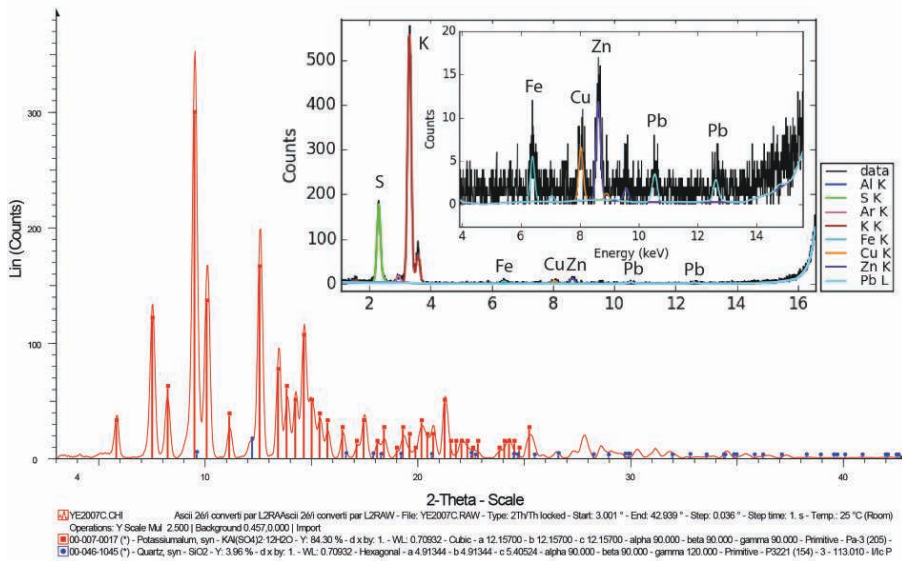 500
400
300
200
100
0
Counts
K
S
Fe
Cu
Zn
Pb
Pb
2
4
6
8
10
12
14
16
20
15
10
5
0
Counts
Fe
Cu
Zn
Pb
Pb
4
6
8
10
12
14
Energy (keV)
data
Al K
S K
Ar K
K K
Fe K
Cu K
Zn K
Pb L
Lin (Counts)
300
200
100
0
4
10
20
30
40
2-Theta - Scale
YE2007C.CHI Ascii 2é/i converti par L2RAAscii 2é/i converti par L2RAW - File: YE2007C.RAW - Type: 2Th/Th locked - Start: 3.001 ° - End: 42.939 ° - Step: 0.036 ° - Step time: 1. s - Temp.: 25 °C (Room)
Operations: Y Scale Mul 2.500 | Background 0.457,0.000 | Import
00-007-0017 (*) - Potassiumalum, syn - KAl(SO4)2·12H2O - Y: 84.30 % - d x by: 1. - WL: 0.70932 - Cubic - a 12.15700 - b 12.15700 - c 12.15700 - alpha 90.000 - beta 90.000 - gamma 90.000 - Primitive - Pa-3 (205) -
00-046-1045 (*) - Quartz, syn - SiO2 - Y: 3.96 % - d x by: 1. - WL: 0.70932 - Hexagonal - a 4.91344 - b 4.91344 - c 5.40524 - alpha 90.000 - beta 90.000 - gamma 120.000 - Primitive - P3221 (154) - 3 - 113.010 - I/Ic P